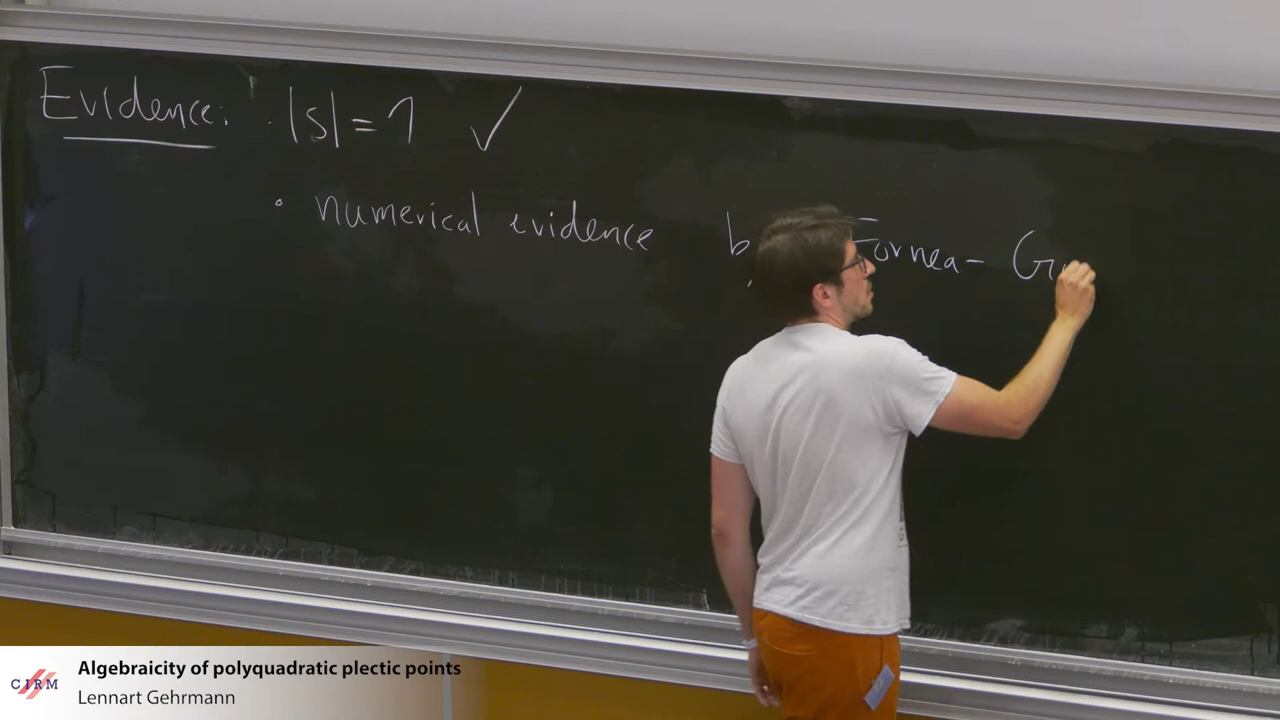 Evidence: · |S| = 1 ✓
· numerical evidence Fornea - G
CIRM
Algebraicity of polyquadratic plectic points
Lennart Gehrmann